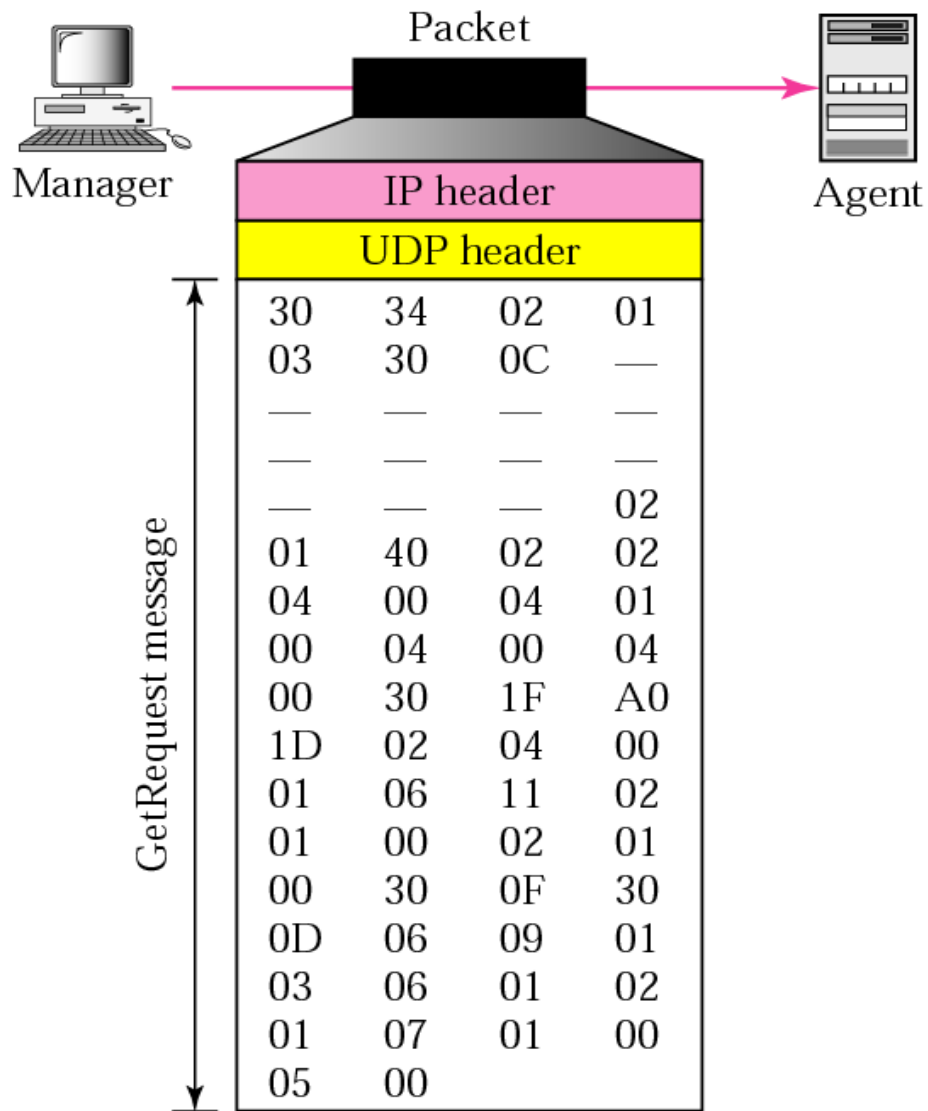 Packet
Manager
Agent
IP header
UDP header
GetRequest message
30 34 02 01
03 30 0C —
— — — —
— — — —
— — — 02
01 40 02 02
04 00 04 01
00 04 00 04
00 30 1F A0
1D 02 04 00
01 06 11 02
01 00 02 01
00 30 0F 30
0D 06 09 01
03 06 01 02
01 07 01 00
05 00